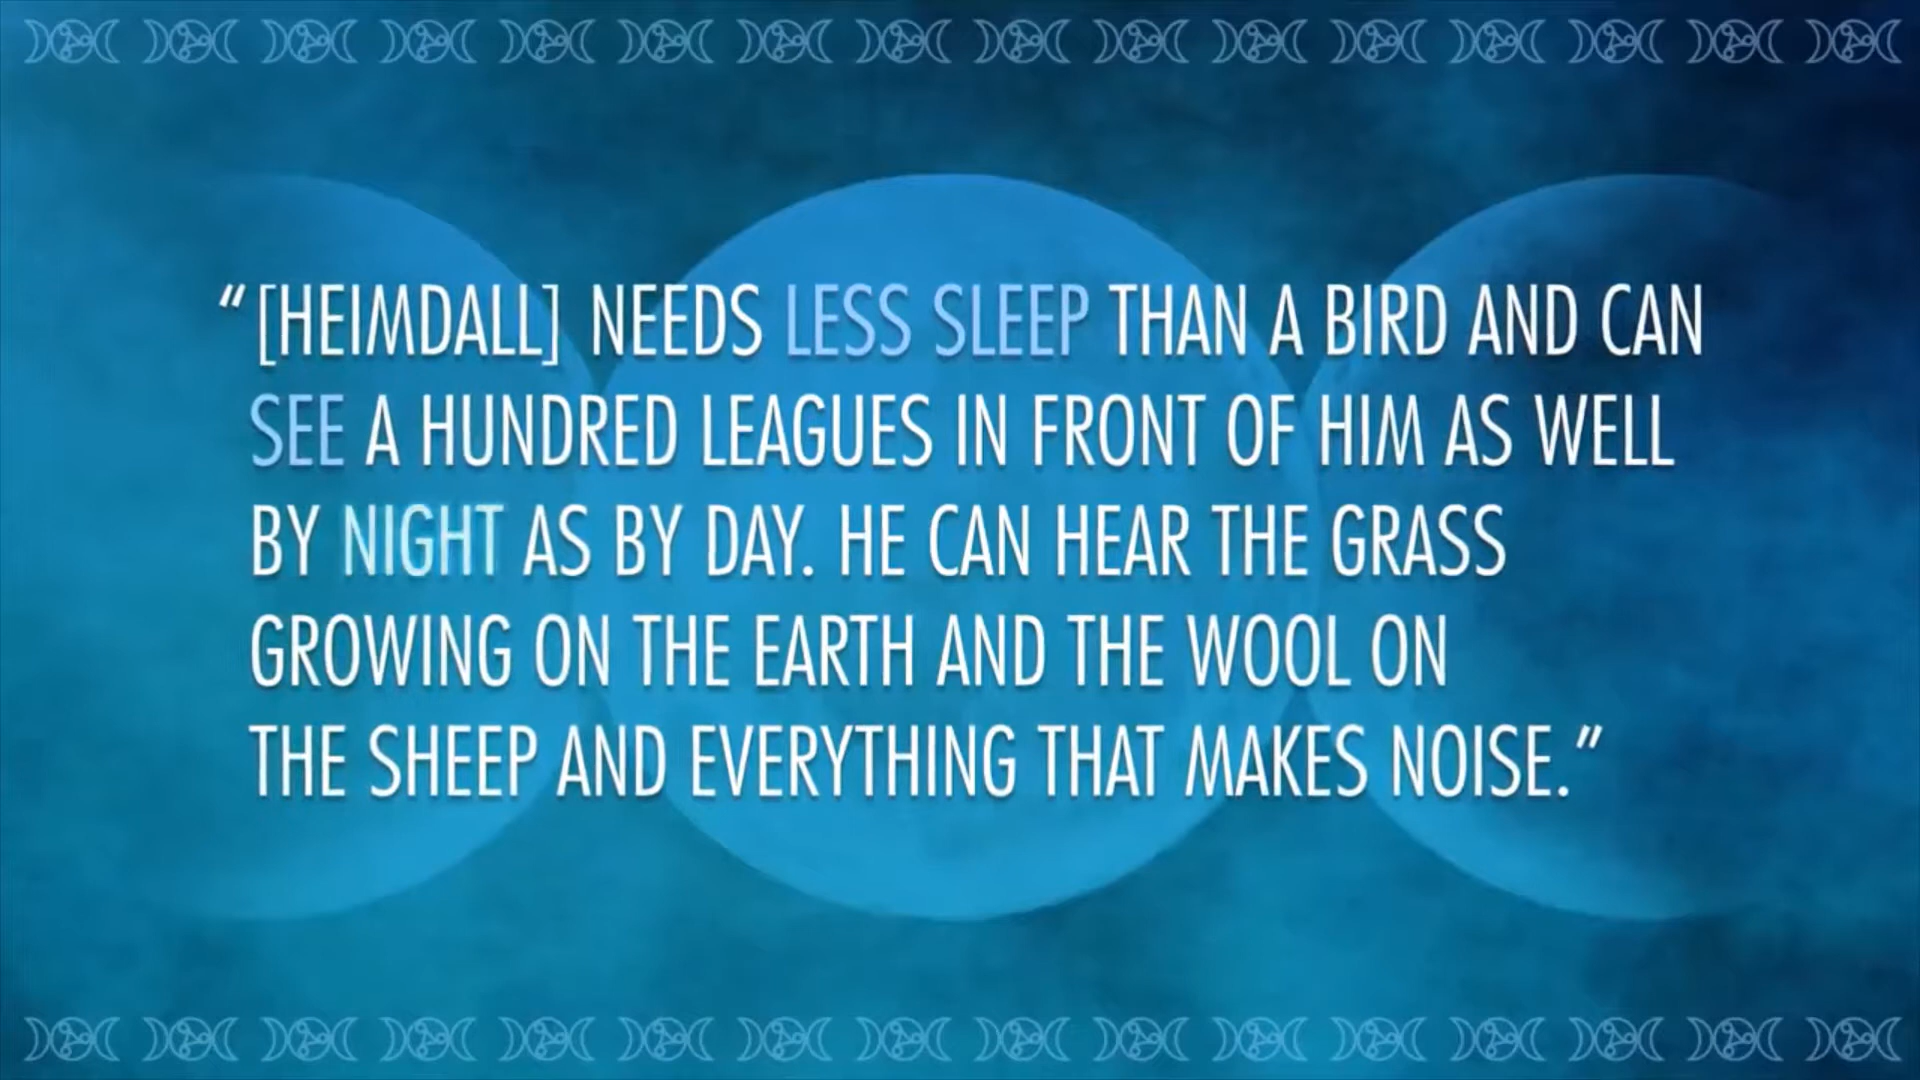 “[HEIMDALL] NEEDS LESS SLEEP THAN A BIRD AND CAN
SEE A HUNDRED LEAGUES IN FRONT OF HIM AS WELL
BY NIGHT AS BY DAY. HE CAN HEAR THE GRASS
GROWING ON THE EARTH AND THE WOOL ON
THE SHEEP AND EVERYTHING THAT MAKES NOISE.”